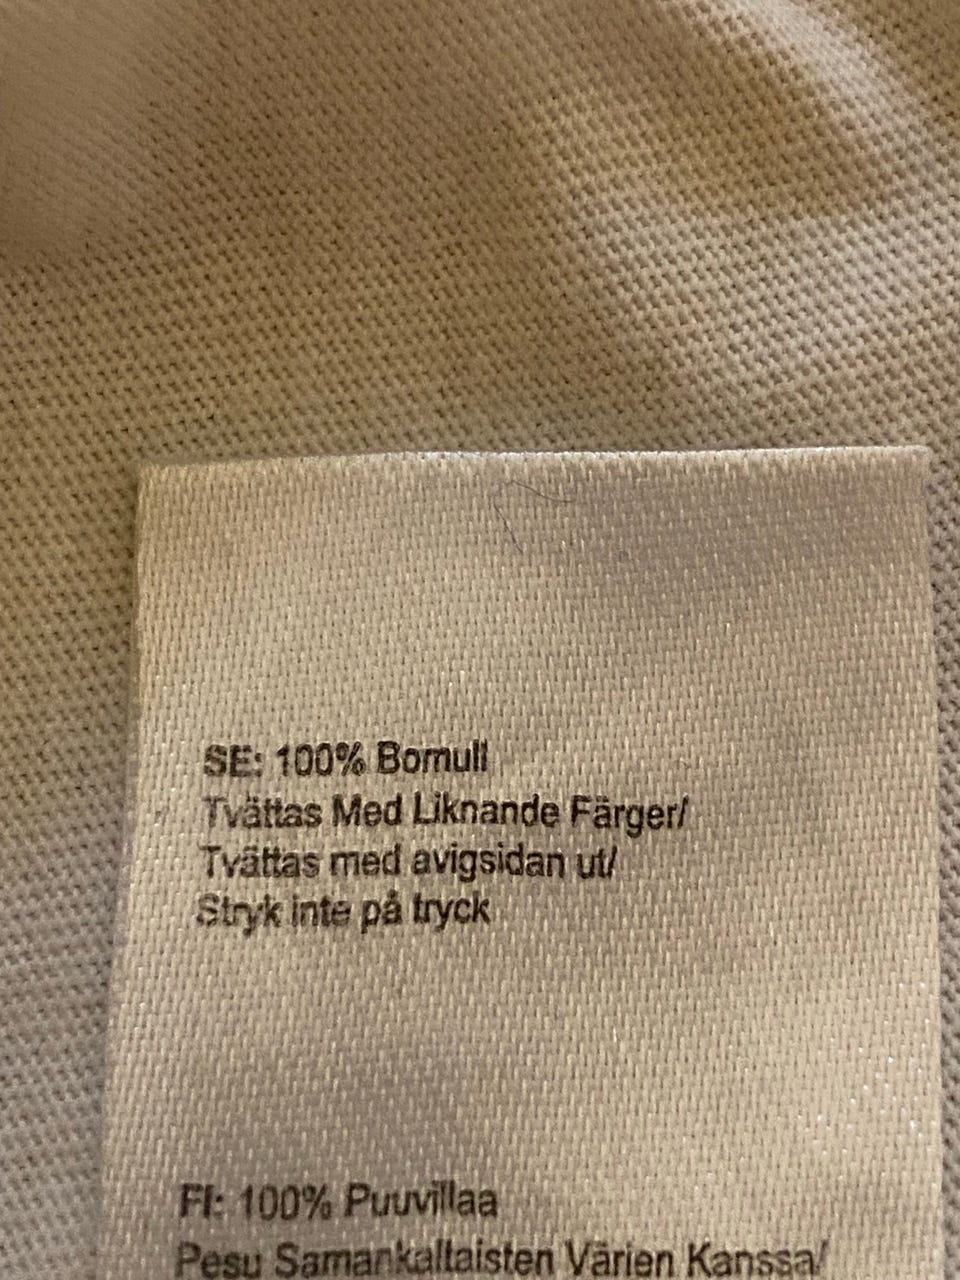 SE: 100% Bomull
Tvättas Med Liknande Färger/
Tvättas med avigsidan ut/
Stryk inte på tryck
FI: 100% Puuvillaa
Pesu Samankaltaisten Värien Kanssa/